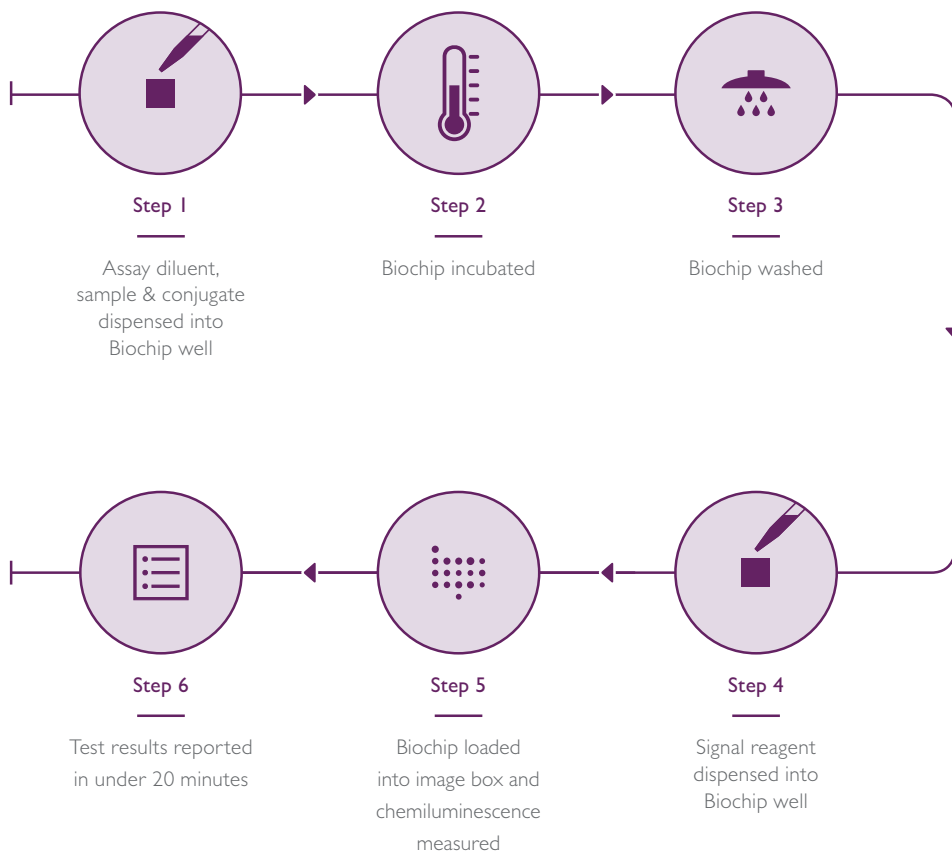 Step 1
Assay diluent,
sample & conjugate
dispensed into
Biochip well
Step 2
Biochip incubated
Step 3
Biochip washed
Step 4
Signal reagent
dispensed into
Biochip well
Step 5
Biochip loaded
into image box and
chemiluminescence
measured
Step 6
Test results reported
in under 20 minutes